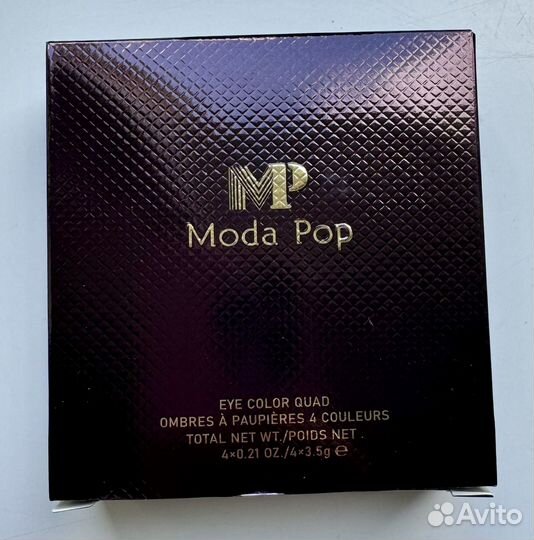 MP
Moda Pop
EYE COLOR QUAD
OMBRES À PAUPIÈRES 4 COULEURS
TOTAL NET WT./POIDS NET .
4×0.21 OZ./4×3.5g ℮
Avito